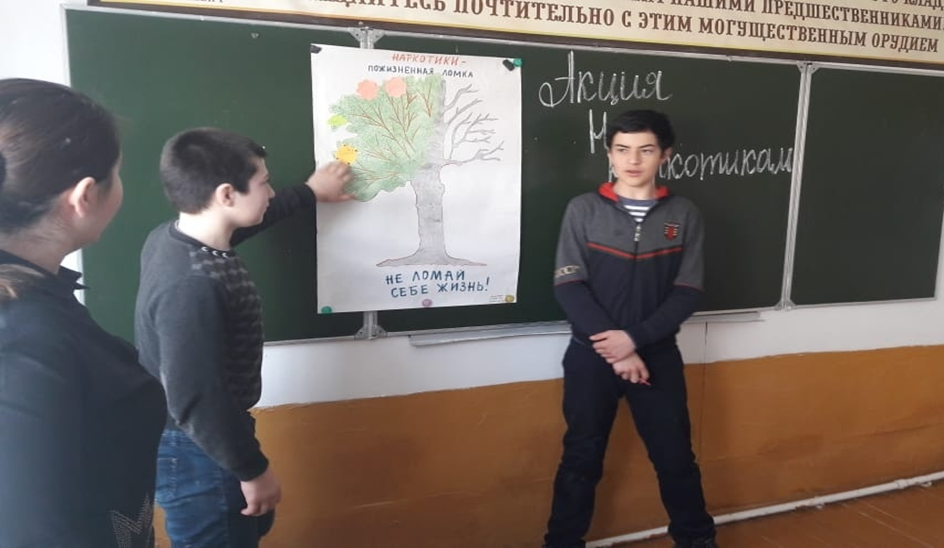 НАШИМИ ПРЕДШЕСТВЕННИКАМИ
ПОЧТИТЕЛЬНО С ЭТИМ МОГУЩЕСТВЕННЫМ ОРУДИЕМ
НАРКОТИКИ -
ПОЖИЗНЕННАЯ ЛОМКА
НЕ ЛОМАЙ
СЕБЕ ЖИЗНЬ!
Акция